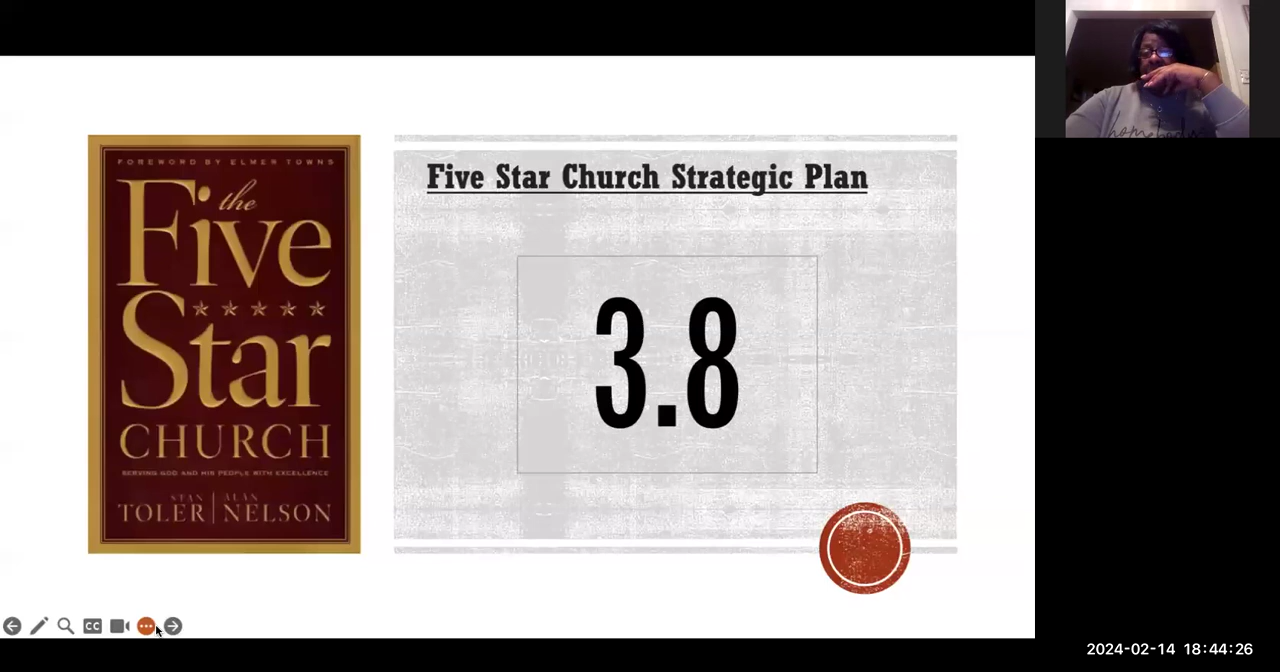 FOREWORD BY ELMER TOWNS
the
Five
Star
CHURCH
SERVING GOD AND HIS PEOPLE WITH EXCELLENCE
STAN TOLER | ALAN NELSON
Five Star Church Strategic Plan
3.8
CC
2024-02-14 18:44:26